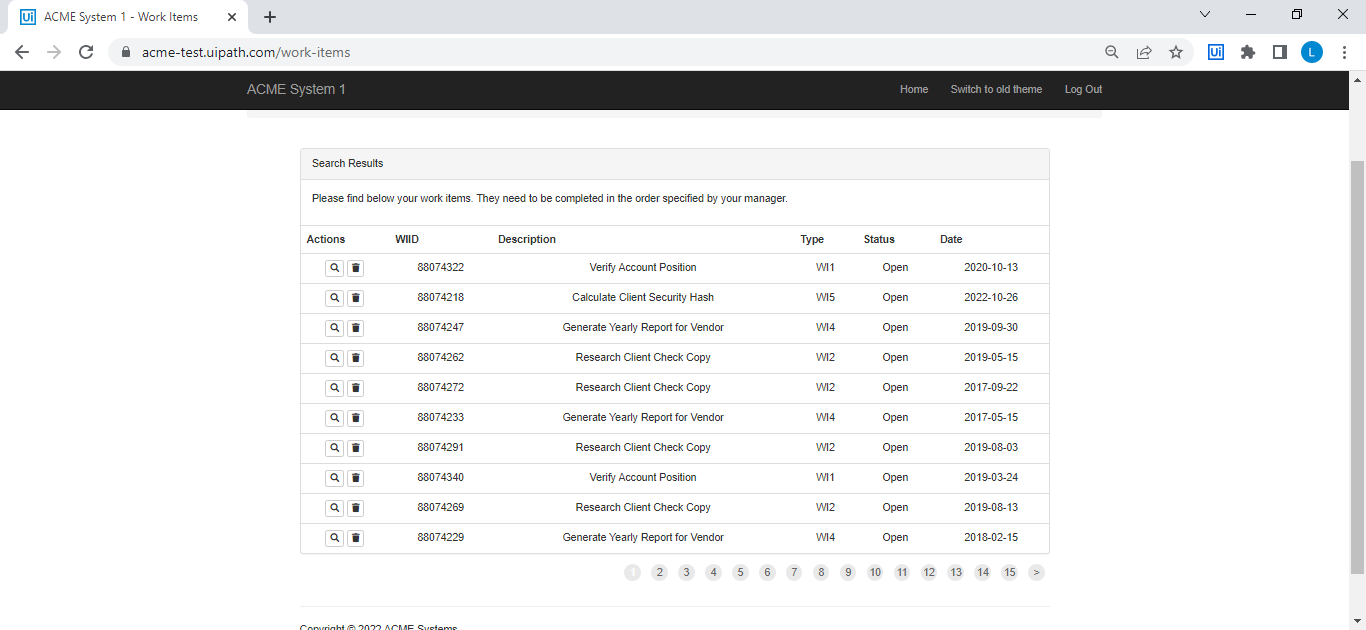 ACME System 1 - Work Items
acme-test.uipath.com/work-items
Ui
L
ACME System 1
Home Switch to old theme Log Out
Search Results
Please find below your work items. They need to be completed in the order specified by your manager.
Actions WIID Description Type Status Date
88074322 Verify Account Position WI1 Open 2020-10-13
88074218 Calculate Client Security Hash WI5 Open 2022-10-26
88074247 Generate Yearly Report for Vendor WI4 Open 2019-09-30
88074262 Research Client Check Copy WI2 Open 2019-05-15
88074272 Research Client Check Copy WI2 Open 2017-09-22
88074233 Generate Yearly Report for Vendor WI4 Open 2017-05-15
88074291 Research Client Check Copy WI2 Open 2019-08-03
88074340 Verify Account Position WI1 Open 2019-03-24
88074269 Research Client Check Copy WI2 Open 2019-08-13
88074229 Generate Yearly Report for Vendor WI4 Open 2018-02-15
1 2 3 4 5 6 7 8 9 10 11 12 13 14 15 >
Copyright © 2022 ACME Systems